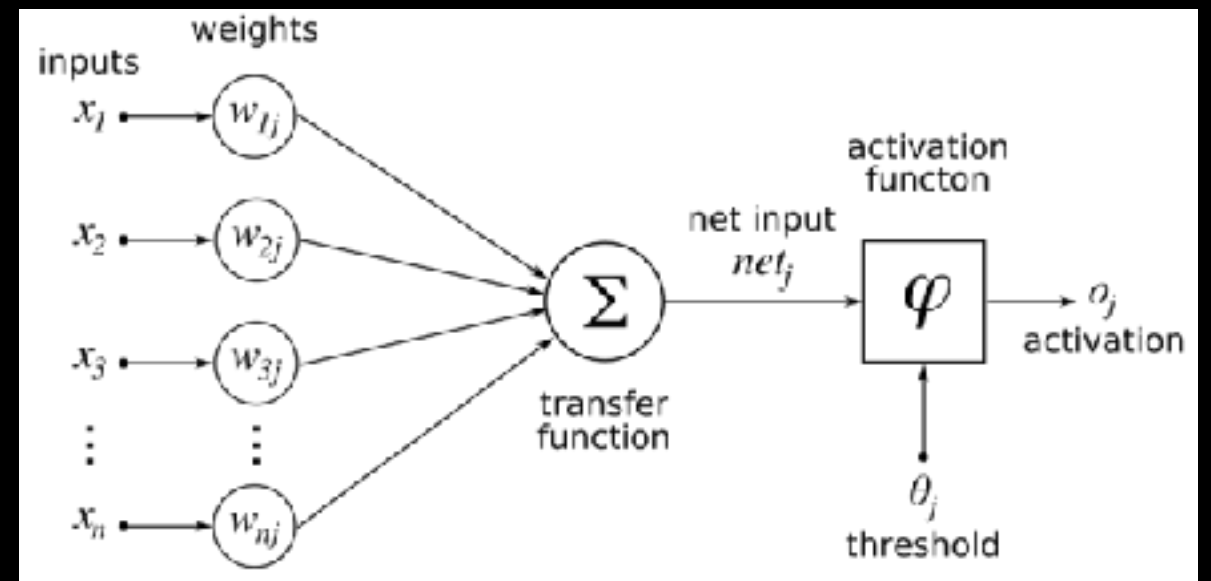 weights
inputs
x1
w1j
x2
w2j
x3
w3j
⋮ ⋮
xn
wnj
Σ
transfer
function
net input
netj
activation
functon
φ
oj
activation
θj
threshold